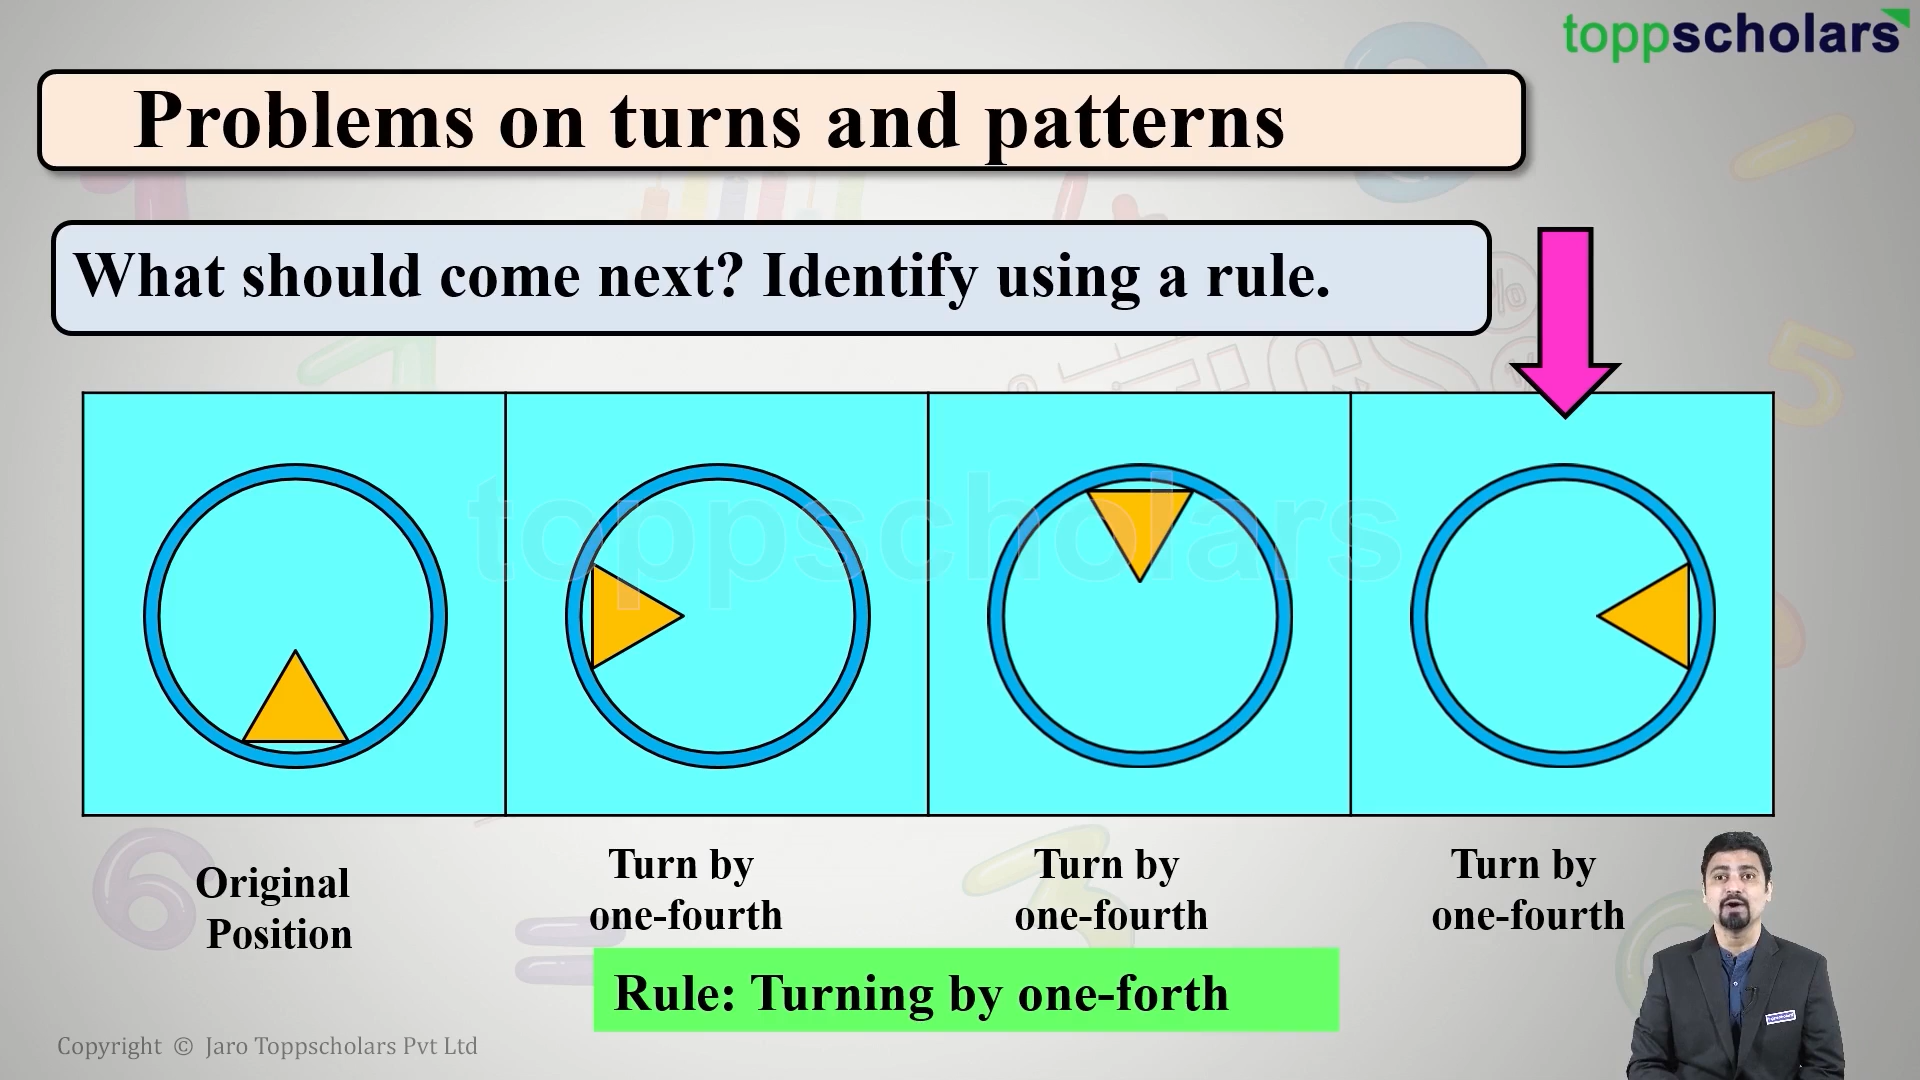 toppscholars
Problems on turns and patterns
What should come next? Identify using a rule.
toppscholars
Original
Position
Turn by
one-fourth
Turn by
one-fourth
Turn by
one-fourth
Rule: Turning by one-forth
Copyright © Jaro Toppscholars Pvt Ltd